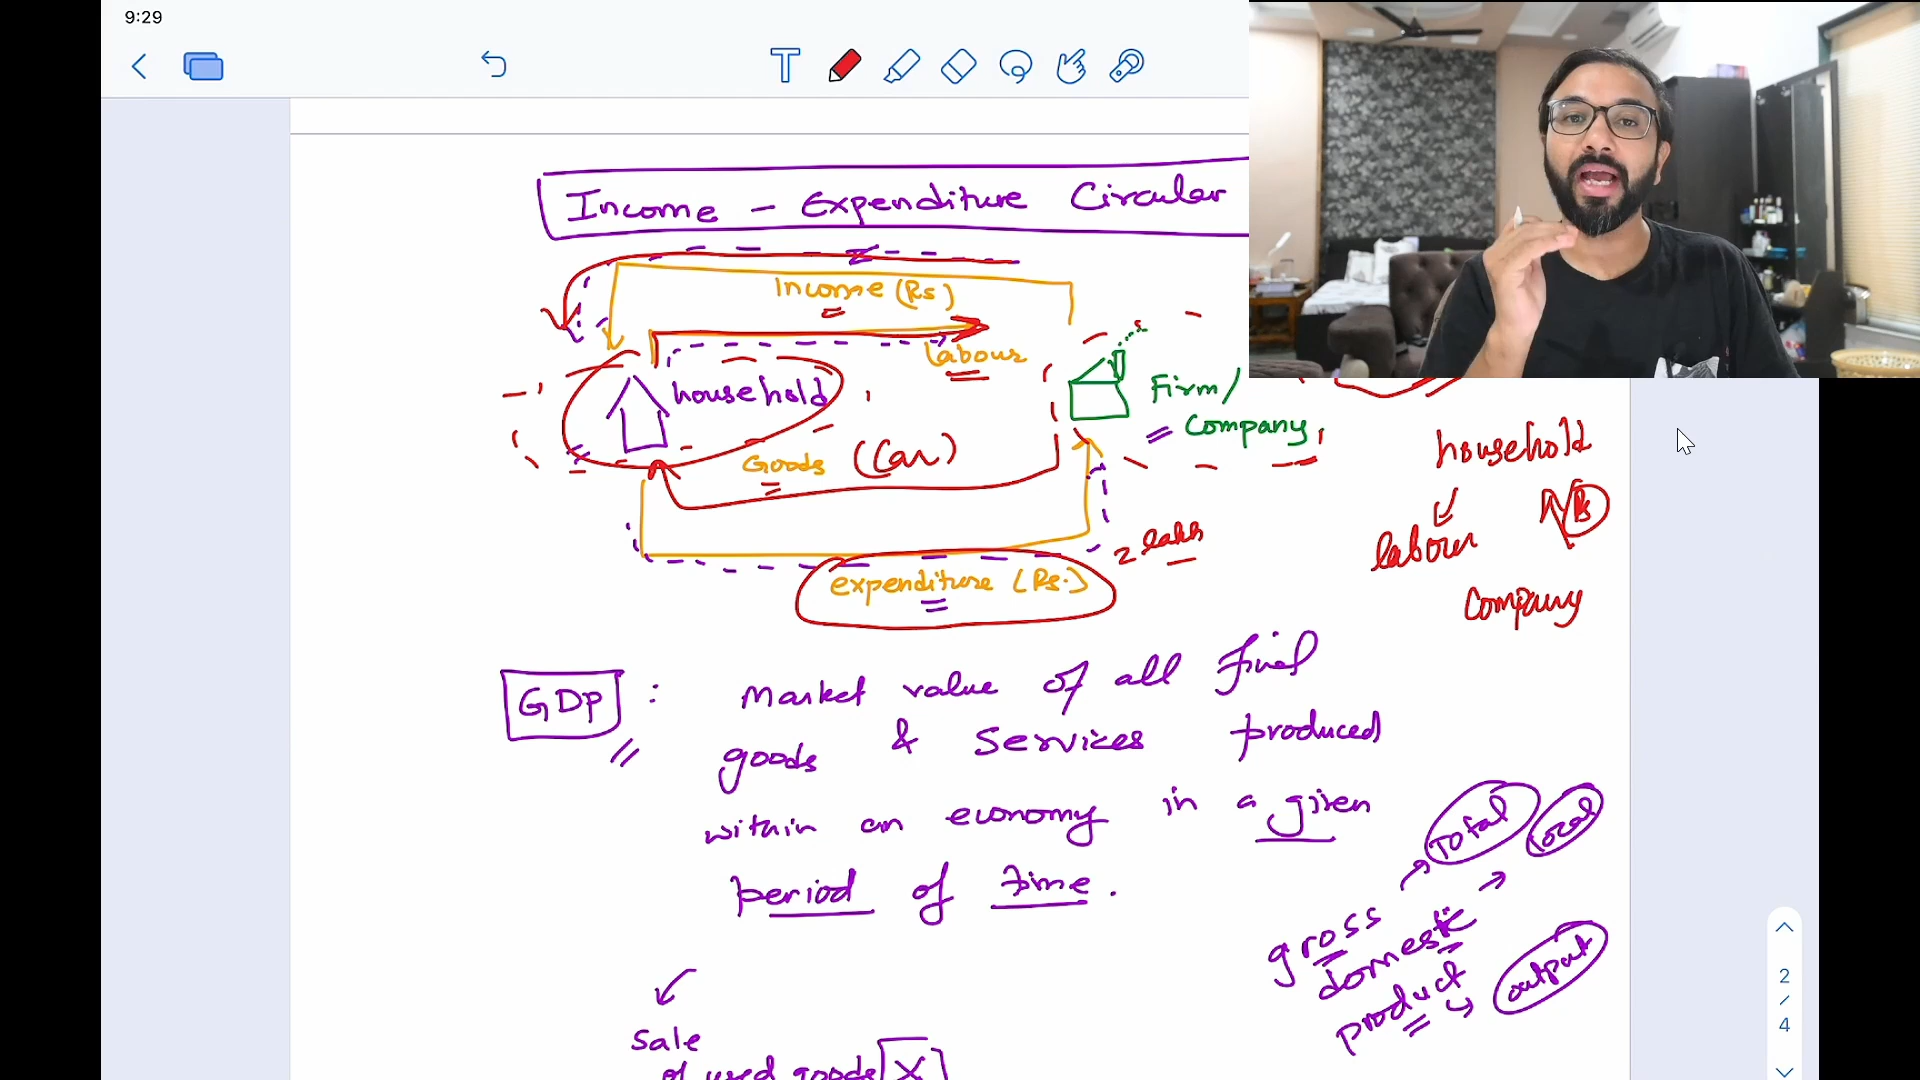 9:29
Income - Expenditure Circular
Income (Rs)
Labour
household
Firm/
Company
Goods (Car)
household
Rs
labour
2 lakh
expenditure (Rs.)
Company
GDP : Market value of all final
goods & services produced
within an economy in a given
period of time.
Total local
gross
domestic
product output
Sale
of used goods X
2
/
4